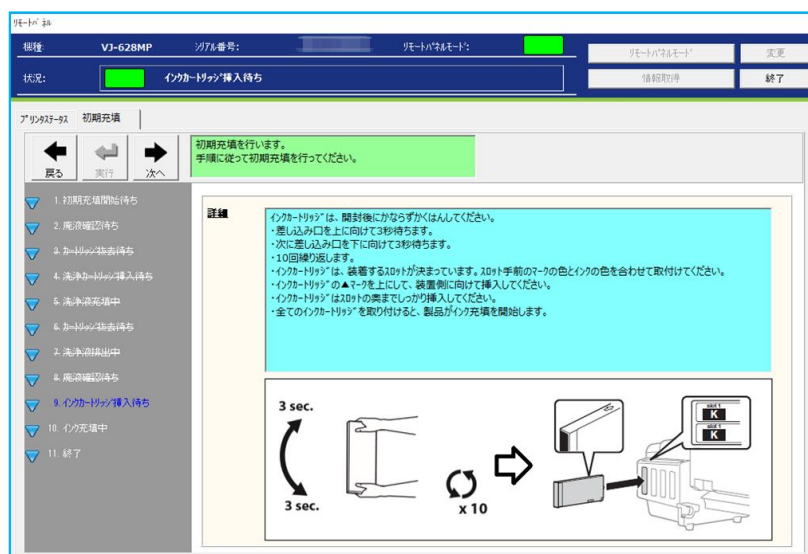 リモートパネル
機種: VJ-628MP シリアル番号: リモートパネルモード: リモートパネルモード 変更
状況: インクカートリッジ挿入待ち 情報取得 終了
プリンタステータス 初期充填
戻る 実行 次へ
初期充填を行います。
手順に従って初期充填を行ってください。
1. 初期充填開始待ち
2. 廃液確認待ち
3. カートリッジ抜去待ち
4. 洗浄カートリッジ挿入待ち
5. 洗浄液充填中
6. カートリッジ抜去待ち
7. 洗浄液排出中
8. 廃液確認待ち
9. インクカートリッジ挿入待ち
10. インク充填中
11. 終了
詳細
インクカートリッジは、開封後にかならずかくはんしてください。
・差し込み口を上に向けて3秒待ちます。
・次に差し込み口を下に向けて3秒待ちます。
・10回繰り返します。
・インクカートリッジは、装着するスロットが決まっています。スロット手前のマークの色とインクの色を合わせて取付けてください。
・インクカートリッジの▲マークを上にして、装置側に向けて挿入してください。
・インクカートリッジはスロットの奥までしっかり挿入してください。
・全てのインクカートリッジを取り付けると、製品がインク充填を開始します。
3 sec.
3 sec.
x 10
slot 1
K
slot 1
K